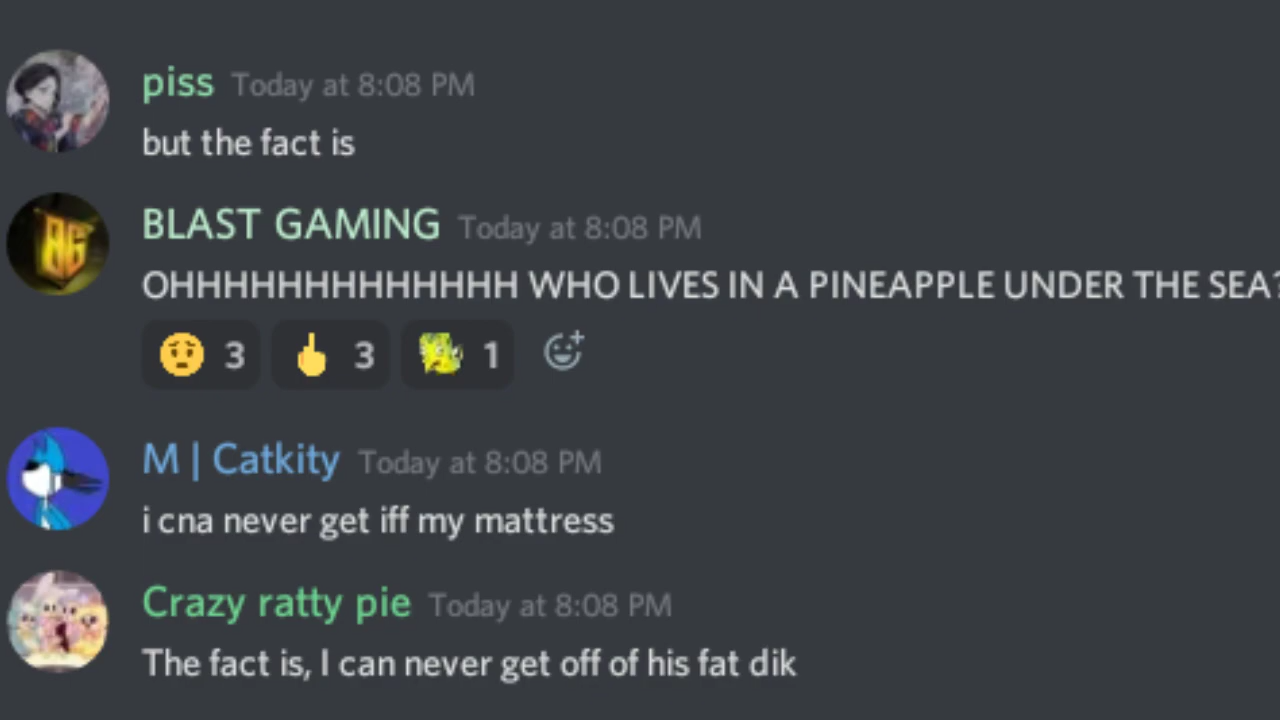 piss Today at 8:08 PM
but the fact is
BLAST GAMING Today at 8:08 PM
OHHHHHHHHHHHHHH WHO LIVES IN A PINEAPPLE UNDER THE SEA?
3 3 1
M | Catkity Today at 8:08 PM
i cna never get iff my mattress
Crazy ratty pie Today at 8:08 PM
The fact is, I can never get off of his fat dik